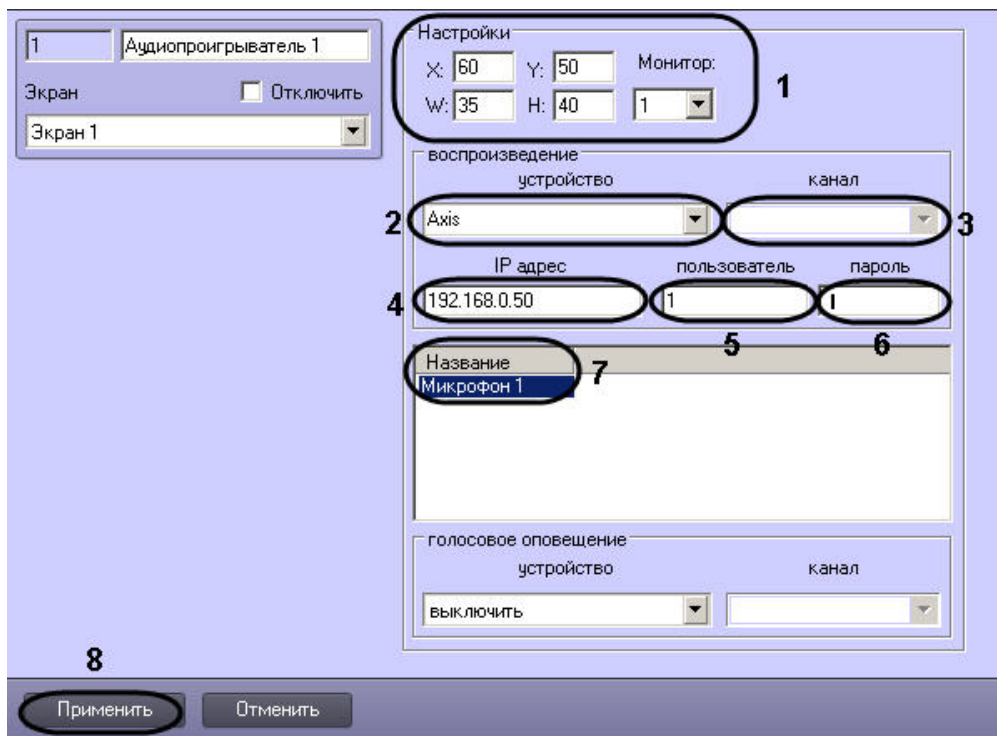 1 Аудиопроигрыватель 1
Экран Отключить
Экран 1
Настройки
X: 60 Y: 50 Монитор:
W: 35 H: 40 1
1
воспроизведение
устройство канал
2 Axis 3
IP адрес пользователь пароль
4 192.168.0.50 1
5 6
Название
7
Микрофон 1
голосовое оповещение
устройство канал
выключить
8
Применить Отменить